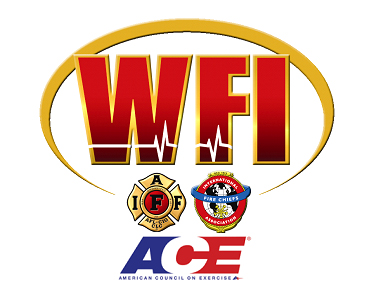 WFI
A
I F F
INTERNATIONAL
FIRE CHIEFS
ASSOCIATION
ACE®
AMERICAN COUNCIL ON EXERCISE